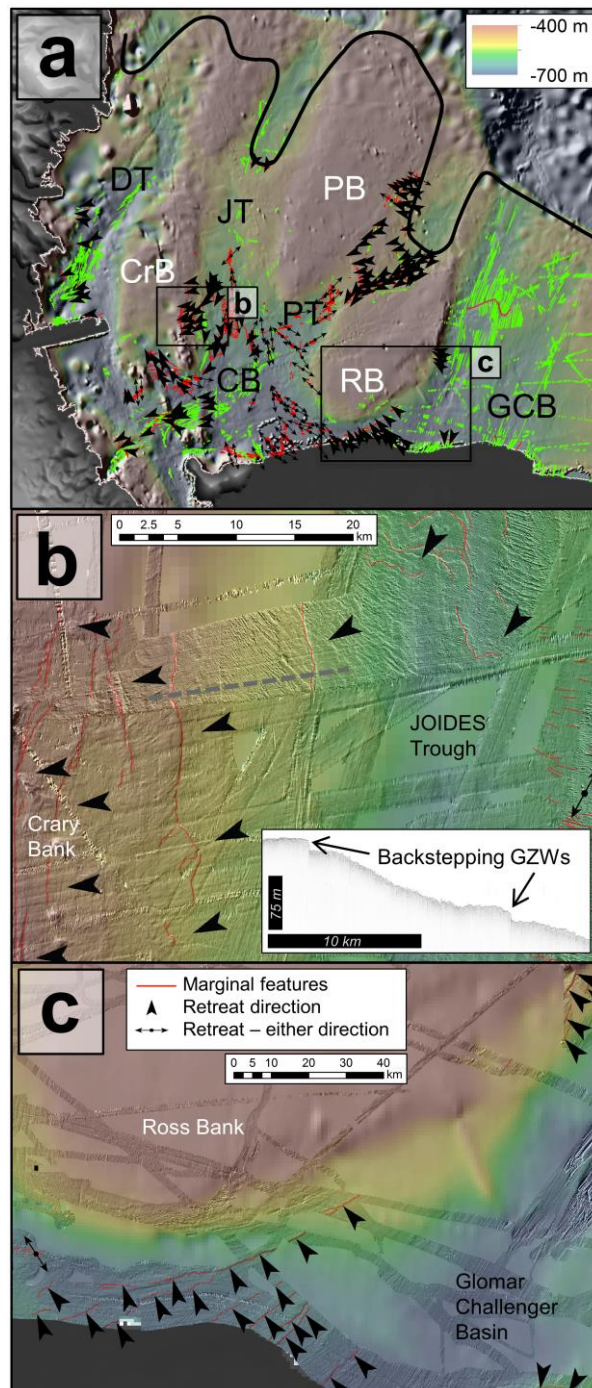 a
-400 m
-700 m
DT
PB
JT
CrB
b
PT
c
CB
RB
GCB
b
0 2.5 5 10 15 20
km
JOIDES
Trough
Crary
Bank
Backstepping GZWs
75 m
10 km
c
Marginal features
Retreat direction
Retreat – either direction
0 5 10 20 30 40
km
Ross Bank
Glomar
Challenger
Basin